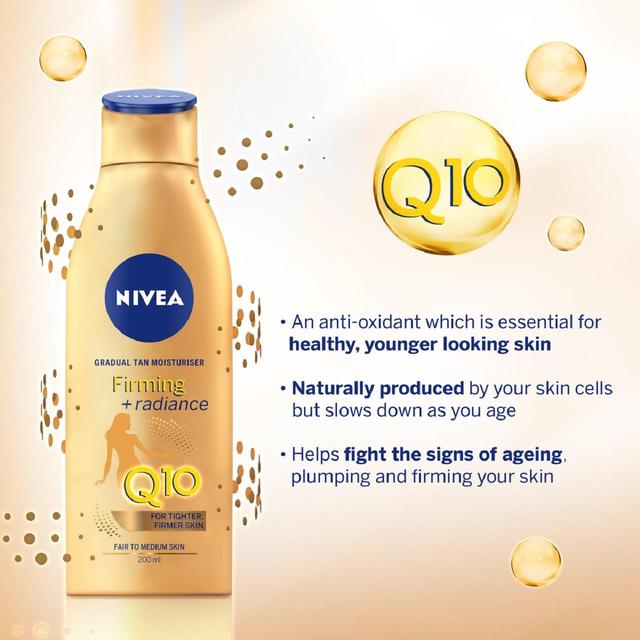 NIVEA
Q10
NIVEA
GRADUAL TAN MOISTURISER
Firming
+ radiance
Q10
FOR TIGHTER,
FIRMER SKIN
FAIR TO MEDIUM SKIN
200 ml
• An anti-oxidant which is essential for
healthy, younger looking skin
• Naturally produced by your skin cells
but slows down as you age
• Helps fight the signs of ageing,
plumping and firming your skin